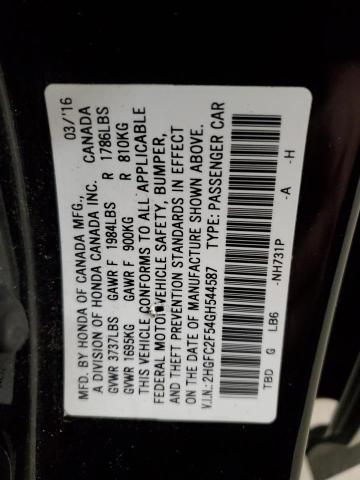 MFD. BY HONDA OF CANADA MFG., 03/'16
A DIVISION OF HONDA CANADA INC. CANADA
GVWR 3737LBS GAWR F 1984LBS R 1786LBS
GVWR 1695KG GAWR F 900KG R 810KG
THIS VEHICLE CONFORMS TO ALL APPLICABLE
FEDERAL MOTOR VEHICLE SAFETY, BUMPER,
AND THEFT PREVENTION STANDARDS IN EFFECT
ON THE DATE OF MANUFACTURE SHOWN ABOVE.
V.I.N.: 2HGFC2F54GH544587 TYPE: PASSENGER CAR
TBD G LB6 -NH731P -A -H